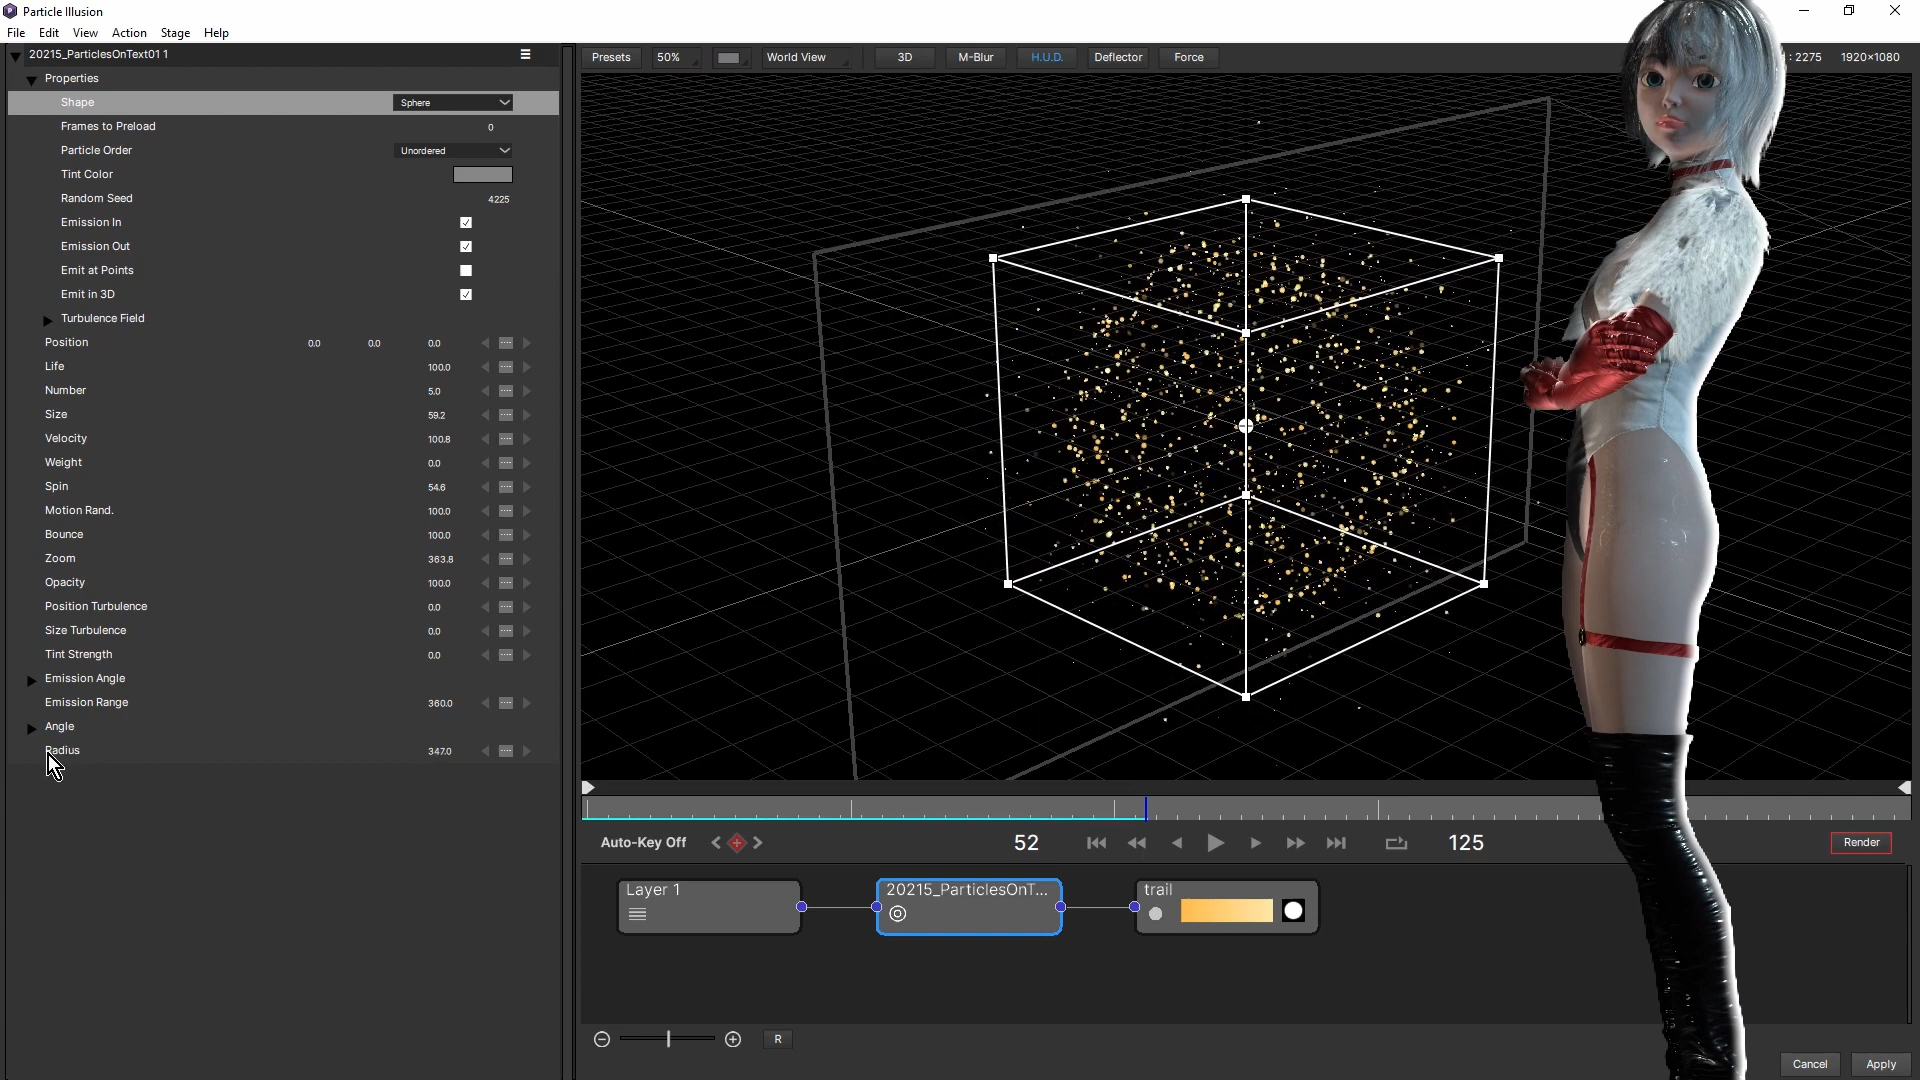 Particle Illusion
File Edit View Action Stage Help
20215_ParticlesOnText01 1
Presets 50% World View 3D M-Blur H.U.D. Deflector Force : 2275 1920×1080
Properties
Shape Sphere
Frames to Preload 0
Particle Order Unordered
Tint Color
Random Seed 4225
Emission In
Emission Out
Emit at Points
Emit in 3D
Turbulence Field
Position 0.0 0.0 0.0
Life 100.0
Number 5.0
Size 59.2
Velocity 100.8
Weight 0.0
Spin 54.6
Motion Rand. 100.0
Bounce 100.0
Zoom 363.8
Opacity 100.0
Position Turbulence 0.0
Size Turbulence 0.0
Tint Strength 0.0
Emission Angle
Emission Range 360.0
Angle
Radius 347.0
Auto-Key Off 52 125 Render
Layer 1 20215_ParticlesOnT... trail
R
Cancel Apply